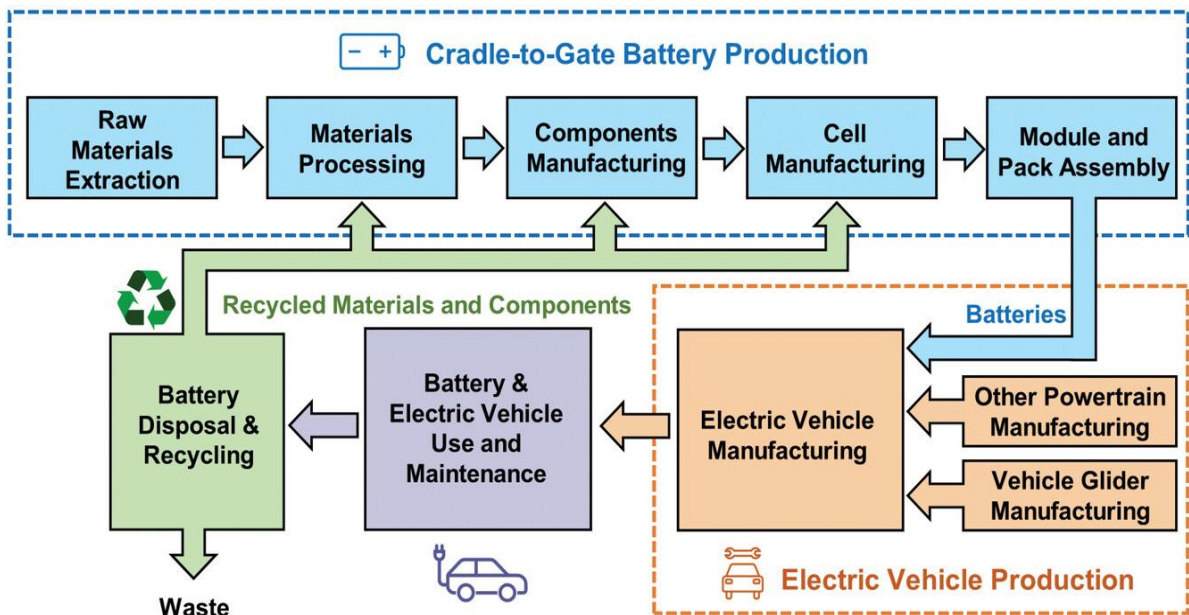 Cradle-to-Gate Battery Production
Raw
Materials
Extraction
Materials
Processing
Components
Manufacturing
Cell
Manufacturing
Module and
Pack Assembly
Recycled Materials and Components
Batteries
Battery
Disposal &
Recycling
Battery &
Electric Vehicle
Use and
Maintenance
Electric Vehicle
Manufacturing
Other Powertrain
Manufacturing
Vehicle Glider
Manufacturing
Electric Vehicle Production
Waste